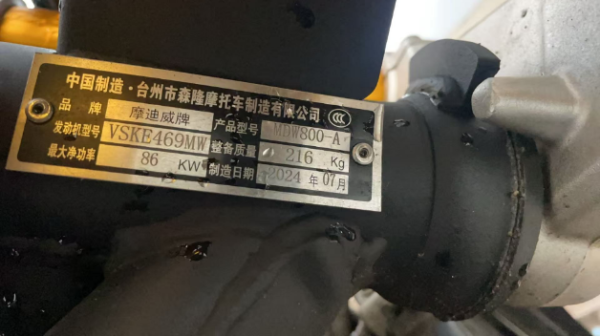 中国制造·台州市森隆摩托车制造有限公司
品牌 摩迪威牌 产品型号 MDW800-A
发动机型号 VSKE469MW 整备质量 216 Kg
最大净功率 86 KW 制造日期 2024 年 07 月